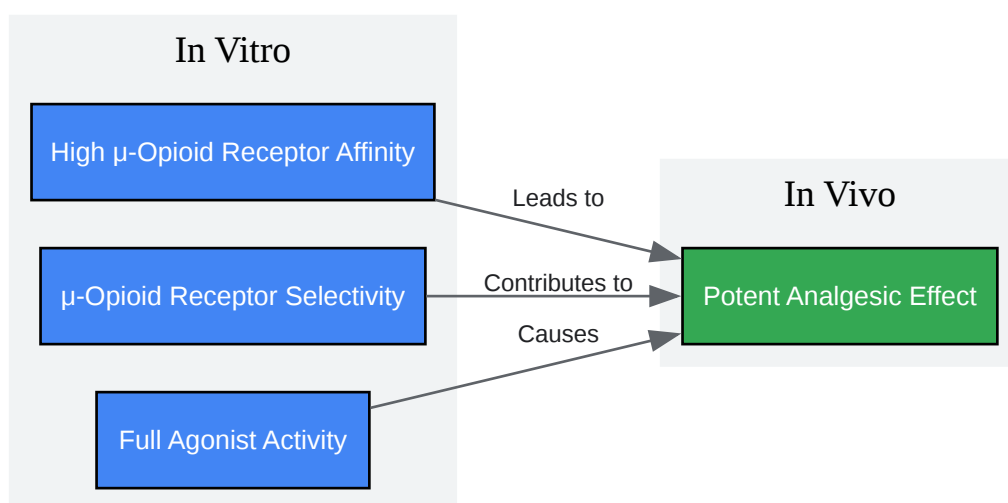 In Vitro
High μ-Opioid Receptor Affinity
Leads to
μ-Opioid Receptor Selectivity
Contributes to
Causes
Full Agonist Activity
In Vivo
Potent Analgesic Effect